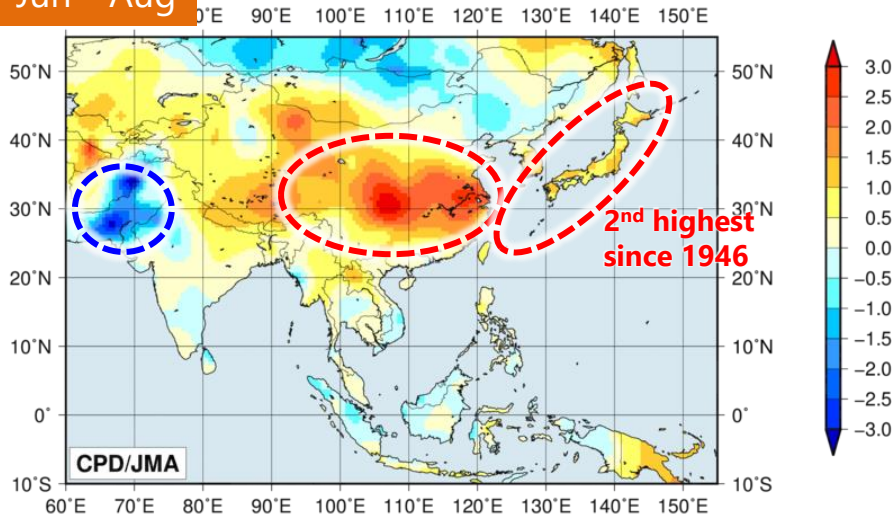 Jun - Aug
70°E 80°E 90°E 100°E 110°E 120°E 130°E 140°E 150°E
50°N 50°N 3.0
2.5
40°N 40°N 2.0
1.5
30°N 30°N 1.0
2nd highest 0.5
since 1946 0.0
20°N 20°N −0.5
−1.0
10°N 10°N −1.5
−2.0
0° 0° −2.5
−3.0
CPD/JMA
10°S 10°S
60°E 70°E 80°E 90°E 100°E 110°E 120°E 130°E 140°E 150°E